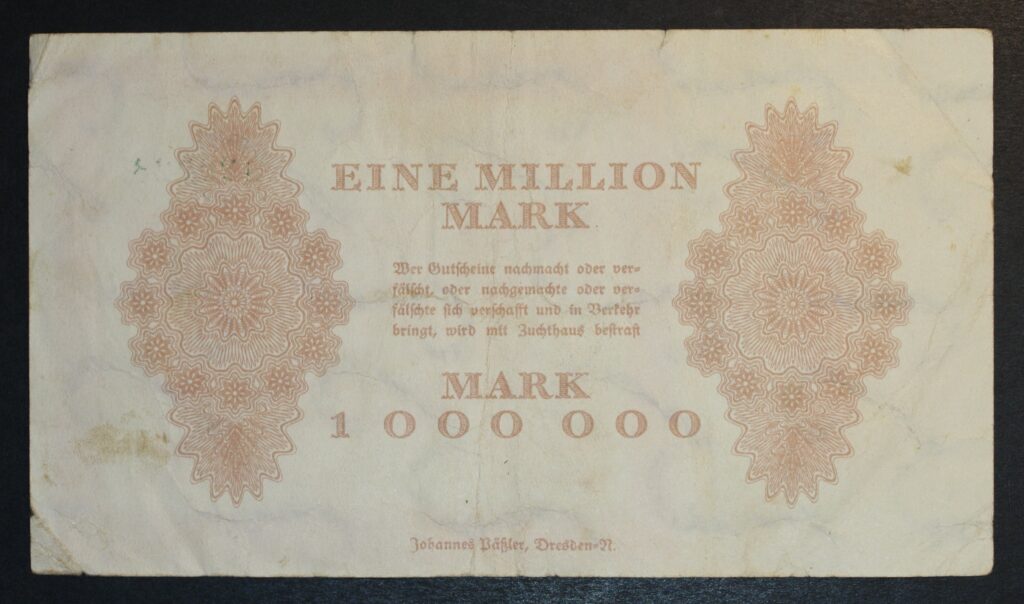 EINE MILLION
MARK
Wer Gutscheine nachmacht oder ver=
fälscht, oder nachgemachte oder ver=
fälschte sich verschafft und in Verkehr
bringt, wird mit Zuchthaus bestraft
MARK
1 000 000
Johannes Päßler, Dresden=N.